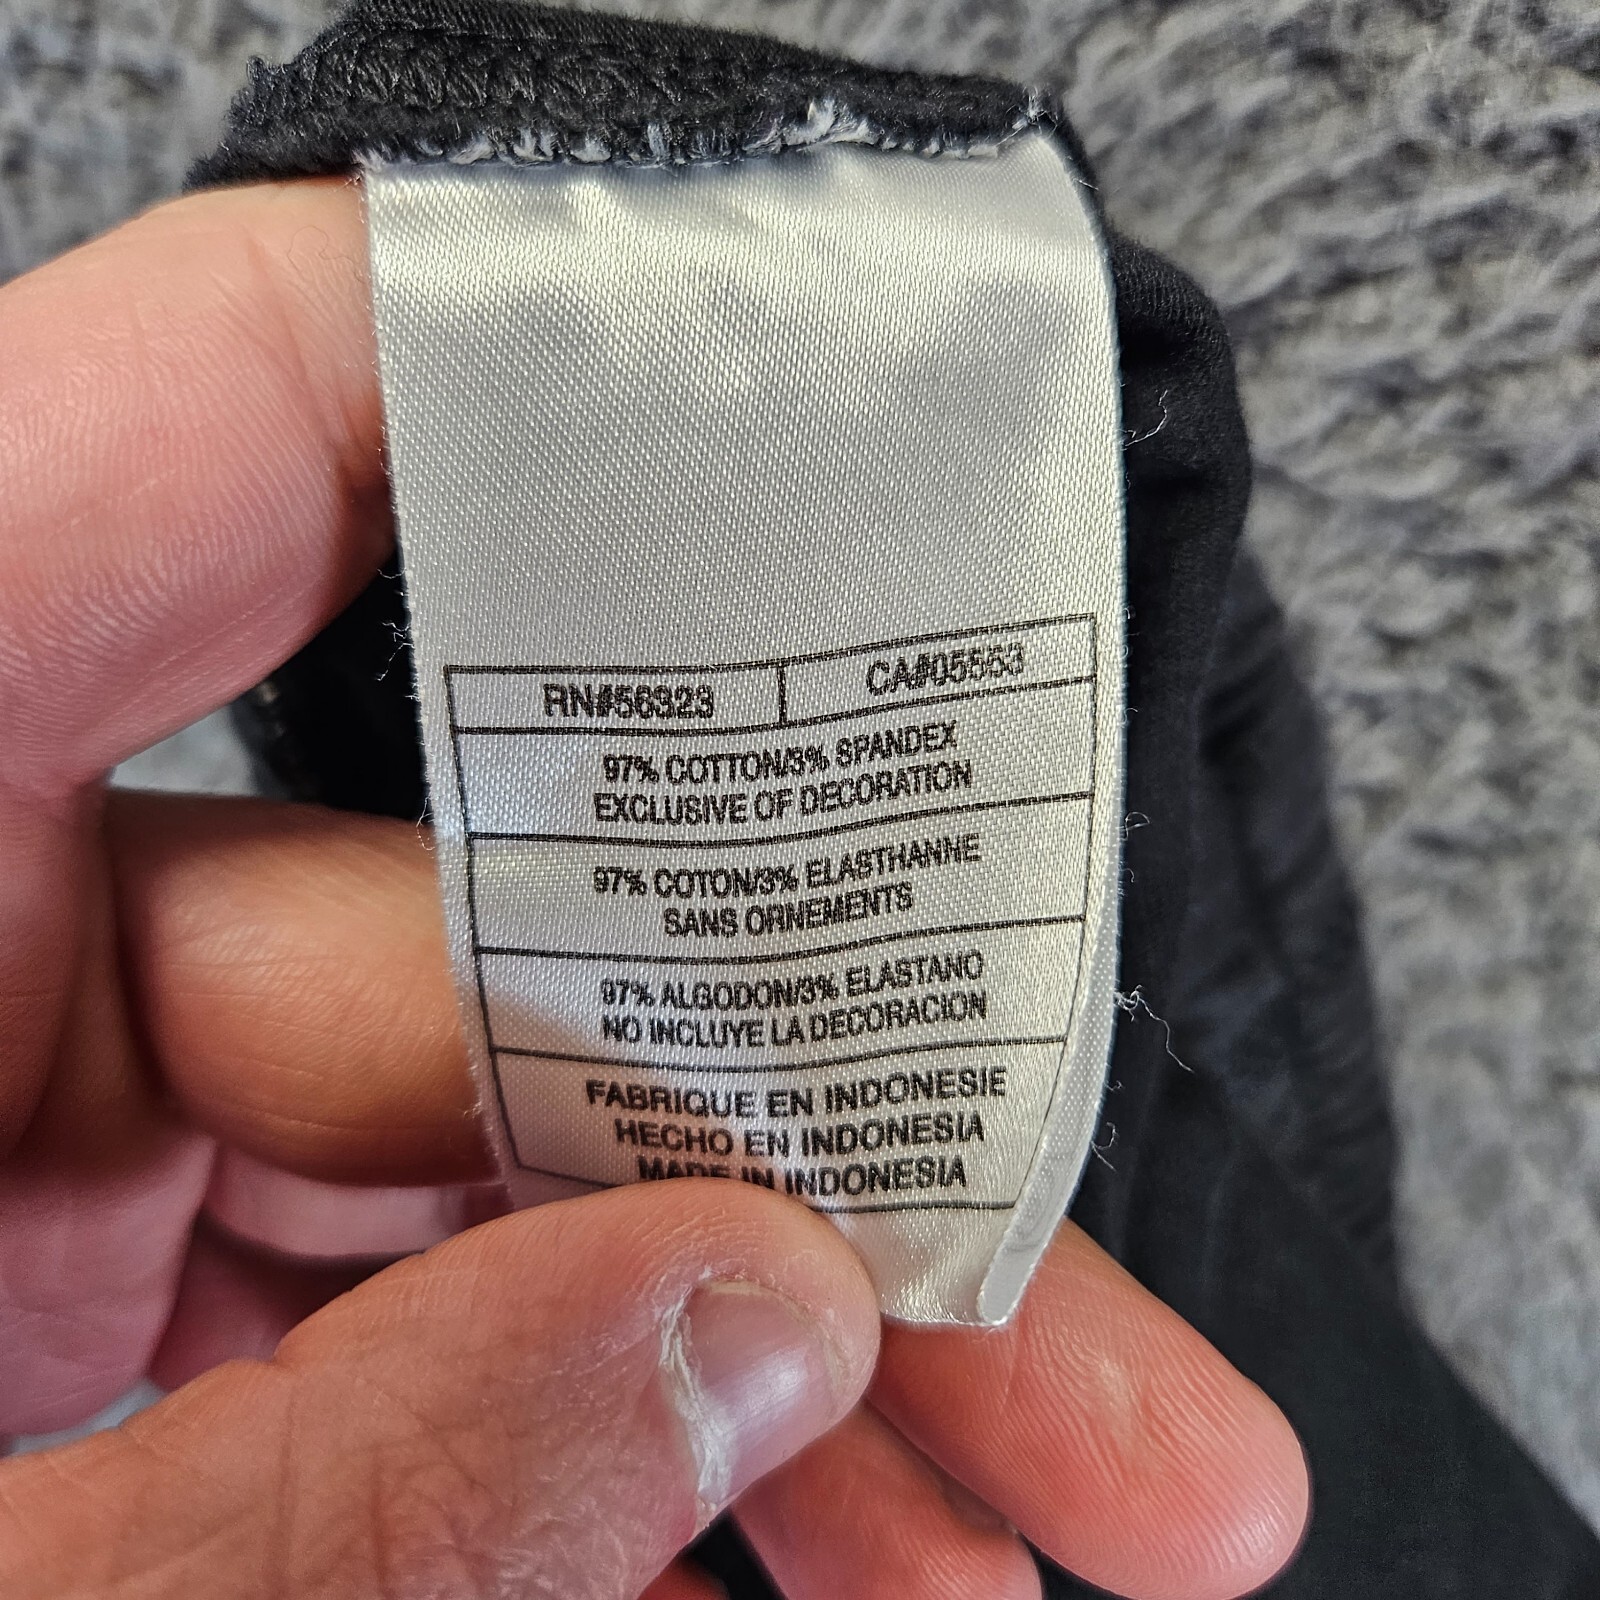 RN#56323
CA#05553
97% COTTON/3% SPANDEX
EXCLUSIVE OF DECORATION
97% COTON/3% ELASTHANNE
SANS ORNEMENTS
97% ALGODON/3% ELASTANO
NO INCLUYE LA DECORACION
FABRIQUE EN INDONESIE
HECHO EN INDONESIA
MADE IN INDONESIA